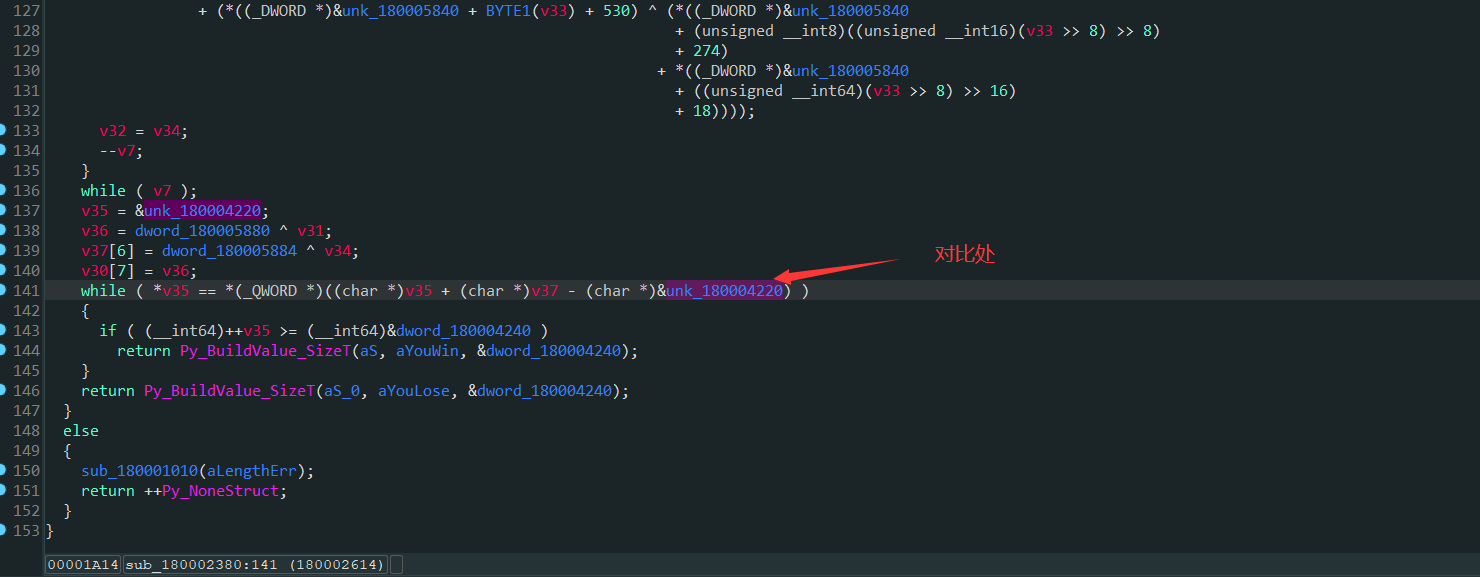 127 + (*((_DWORD *)&unk_180005840 + BYTE1(v33) + 530) ^ (*((_DWORD *)&unk_180005840
128 + (unsigned __int8)((unsigned __int16)(v33 >> 8) >> 8)
129 + 274)
130 + *((_DWORD *)&unk_180005840
131 + ((unsigned __int64)(v33 >> 8) >> 16)
132 + 18))));
133 v32 = v34;
134 --v7;
135 }
136 while ( v7 );
137 v35 = &unk_180004220;
138 v36 = dword_180005880 ^ v31;
139 v37[6] = dword_180005884 ^ v34;
140 v30[7] = v36;
对比处
141 while ( *v35 == *(_QWORD *)((char *)v35 + (char *)v37 - (char *)&unk_180004220) )
142 {
143 if ( (__int64)++v35 >= (__int64)&dword_180004240 )
144 return Py_BuildValue_SizeT(aS, aYouWin, &dword_180004240);
145 }
146 return Py_BuildValue_SizeT(aS_0, aYouLose, &dword_180004240);
147 }
148 else
149 {
150 sub_180001010(aLengthErr);
151 return ++Py_NoneStruct;
152 }
153 }
00001A14 sub_180002380:141 (180002614)